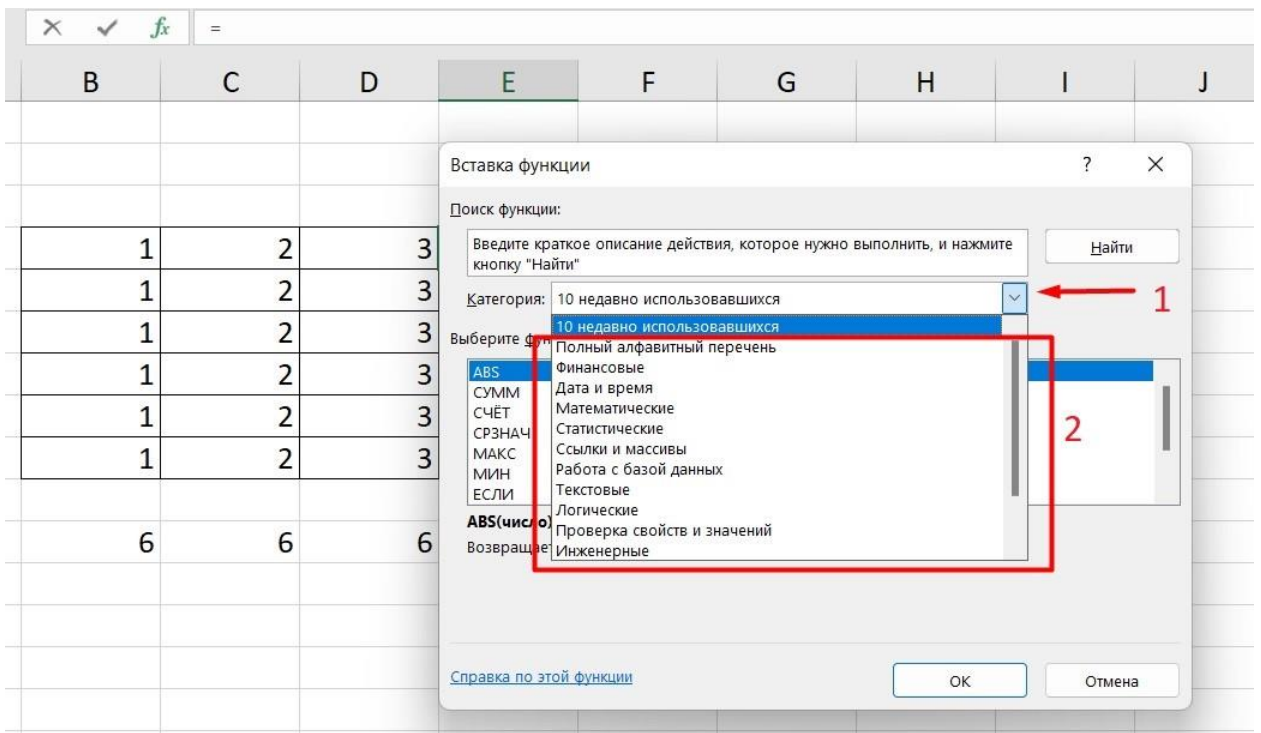 fx =
B C D E F G H I J
Вставка функции ? 
Поиск функции:
Введите краткое описание действия, которое нужно выполнить, и нажмите
кнопку "Найти"
Найти
Категория: 10 недавно использовавшихся
1
10 недавно использовавшихся
Полный алфавитный перечень
Финансовые
Дата и время
Математические
Статистические
Ссылки и массивы
Работа с базой данных
Текстовые
Логические
Проверка свойств и значений
Инженерные
2
Выберите
ABS
СУММ
СЧЁТ
СРЗНАЧ
МАКС
МИН
ЕСЛИ
ABS(число)
Справка по этой функции
ОК Отмена
1 2 3
1 2 3
1 2 3
1 2 3
1 2 3
1 2 3
6 6 6